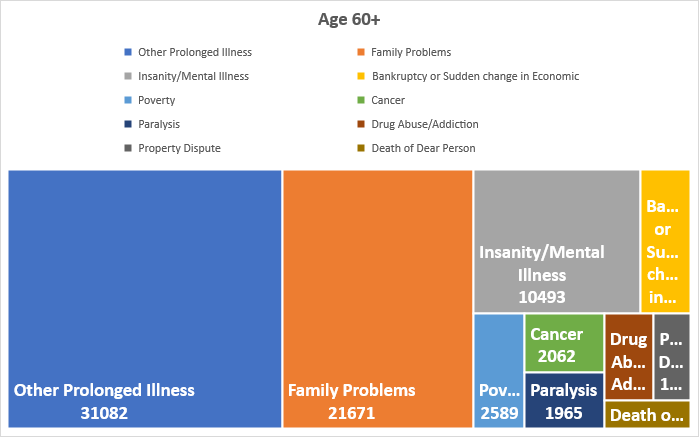 Age 60+
Other Prolonged Illness
Family Problems
Insanity/Mental Illness
Bankruptcy or Sudden change in Economic
Poverty
Cancer
Paralysis
Drug Abuse/Addiction
Property Dispute
Death of Dear Person
Other Prolonged Illness
31082
Family Problems
21671
Insanity/Mental
Illness
10493
Ba...
or
Su...
ch...
in...
Pov...
2589
Cancer
2062
Paralysis
1965
Drug
Ab...
Ad...
P...
D...
1...
Death o...